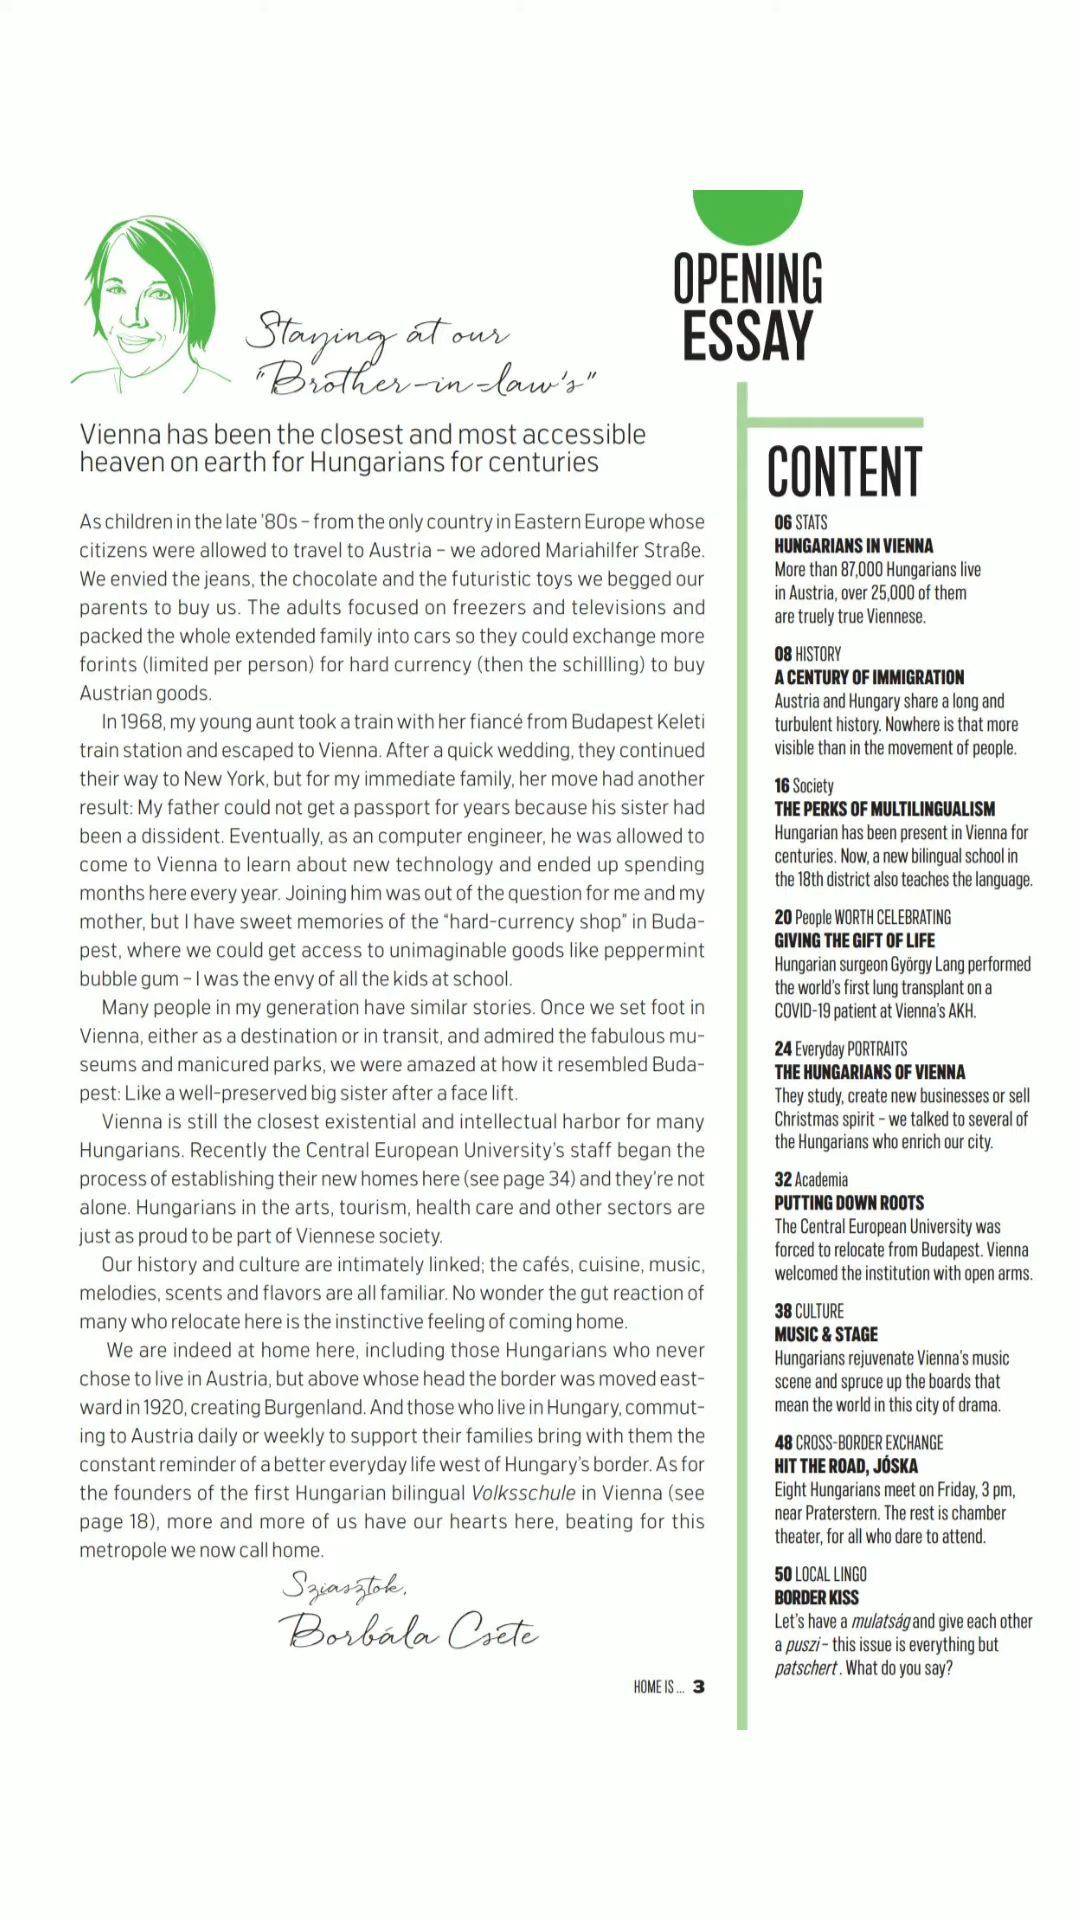 Staying at our
"Brother-in-law's"
OPENING
ESSAY
Vienna has been the closest and most accessible
heaven on earth for Hungarians for centuries
As children in the late '80s – from the only country in Eastern Europe whose
citizens were allowed to travel to Austria – we adored Mariahilfer Straße.
We envied the jeans, the chocolate and the futuristic toys we begged our
parents to buy us. The adults focused on freezers and televisions and
packed the whole extended family into cars so they could exchange more
forints (limited per person) for hard currency (then the schillling) to buy
Austrian goods.
In 1968, my young aunt took a train with her fiancé from Budapest Keleti
train station and escaped to Vienna. After a quick wedding, they continued
their way to New York, but for my immediate family, her move had another
result: My father could not get a passport for years because his sister had
been a dissident. Eventually, as an computer engineer, he was allowed to
come to Vienna to learn about new technology and ended up spending
months here every year. Joining him was out of the question for me and my
mother, but I have sweet memories of the "hard-currency shop" in Buda-
pest, where we could get access to unimaginable goods like peppermint
bubble gum – I was the envy of all the kids at school.
Many people in my generation have similar stories. Once we set foot in
Vienna, either as a destination or in transit, and admired the fabulous mu-
seums and manicured parks, we were amazed at how it resembled Buda-
pest: Like a well-preserved big sister after a face lift.
Vienna is still the closest existential and intellectual harbor for many
Hungarians. Recently the Central European University's staff began the
process of establishing their new homes here (see page 34) and they're not
alone. Hungarians in the arts, tourism, health care and other sectors are
just as proud to be part of Viennese society.
Our history and culture are intimately linked; the cafés, cuisine, music,
melodies, scents and flavors are all familiar. No wonder the gut reaction of
many who relocate here is the instinctive feeling of coming home.
We are indeed at home here, including those Hungarians who never
chose to live in Austria, but above whose head the border was moved east-
ward in 1920, creating Burgenland. And those who live in Hungary, commut-
ing to Austria daily or weekly to support their families bring with them the
constant reminder of a better everyday life west of Hungary's border. As for
the founders of the first Hungarian bilingual Volksschule in Vienna (see
page 18), more and more of us have our hearts here, beating for this
metropole we now call home.
Sziasztok,
Borbála Csete
HOME IS ... 3
CONTENT
06 STATS
HUNGARIANS IN VIENNA
More than 87,000 Hungarians live
in Austria, over 25,000 of them
are truely true Viennese.
08 HISTORY
A CENTURY OF IMMIGRATION
Austria and Hungary share a long and
turbulent history. Nowhere is that more
visible than in the movement of people.
16 Society
THE PERKS OF MULTILINGUALISM
Hungarian has been present in Vienna for
centuries. Now, a new bilingual school in
the 18th district also teaches the language.
20 People WORTH CELEBRATING
GIVING THE GIFT OF LIFE
Hungarian surgeon György Lang performed
the world's first lung transplant on a
COVID-19 patient at Vienna's AKH.
24 Everyday PORTRAITS
THE HUNGARIANS OF VIENNA
They study, create new businesses or sell
Christmas spirit – we talked to several of
the Hungarians who enrich our city.
32 Academia
PUTTING DOWN ROOTS
The Central European University was
forced to relocate from Budapest. Vienna
welcomed the institution with open arms.
38 CULTURE
MUSIC & STAGE
Hungarians rejuvenate Vienna's music
scene and spruce up the boards that
mean the world in this city of drama.
48 CROSS-BORDER EXCHANGE
HIT THE ROAD, JÓSKA
Eight Hungarians meet on Friday, 3 pm,
near Praterstern. The rest is chamber
theater, for all who dare to attend.
50 LOCAL LINGO
BORDER KISS
Let's have a mulatság and give each other
a puszi – this issue is everything but
patschert. What do you say?